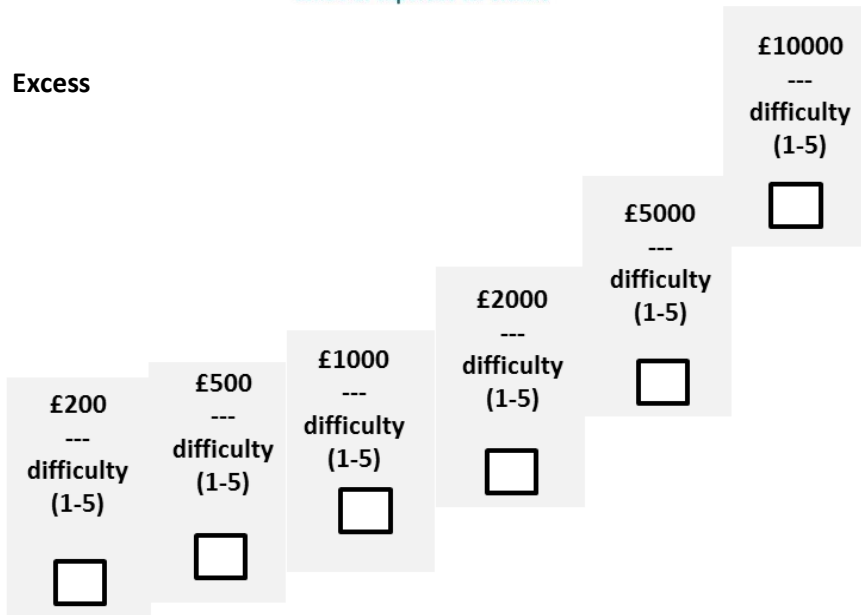 Excess
£200
---
difficulty
(1-5)
£500
---
difficulty
(1-5)
£1000
---
difficulty
(1-5)
£2000
---
difficulty
(1-5)
£5000
---
difficulty
(1-5)
£10000
---
difficulty
(1-5)